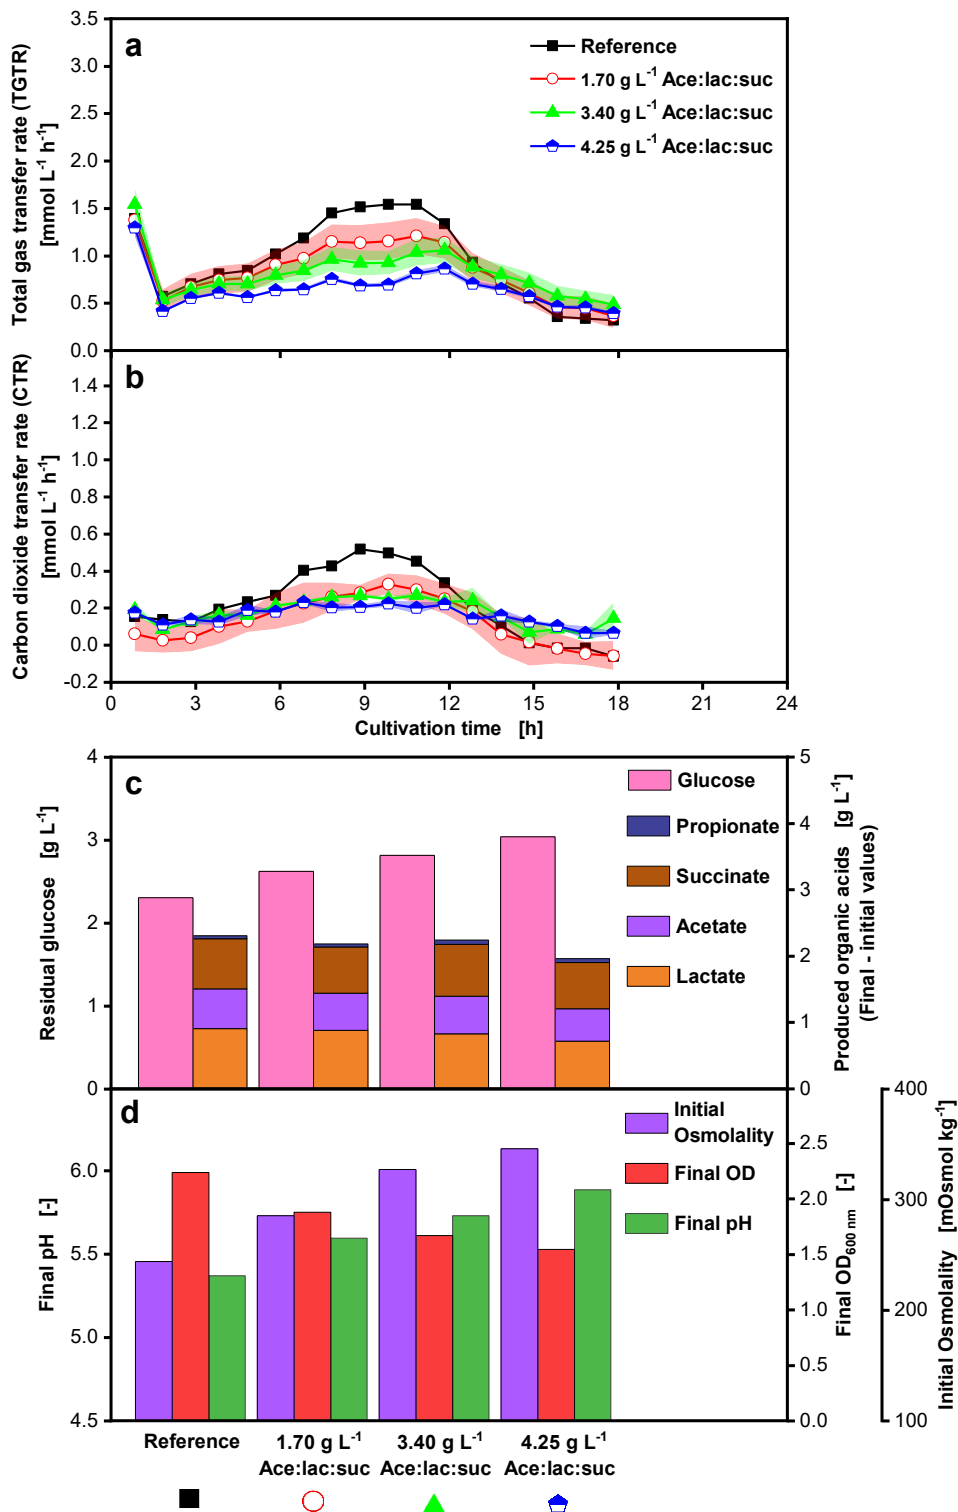 a
Reference
1.70 g L⁻¹ Ace:lac:suc
3.40 g L⁻¹ Ace:lac:suc
4.25 g L⁻¹ Ace:lac:suc
Total gas transfer rate (TGTR)
[mmol L⁻¹ h⁻¹]
3.5
3.0
2.5
2.0
1.5
1.0
0.5
0.0
b
Carbon dioxide transfer rate (CTR)
[mmol L⁻¹ h⁻¹]
1.4
1.2
1.0
0.8
0.6
0.4
0.2
0.0
-0.2
0 3 6 9 12 15 18 21 24
Cultivation time [h]
c
Glucose
Propionate
Succinate
Acetate
Lactate
Residual glucose [g L⁻¹]
4
3
2
1
0
5
4
3
2
1
0
Produced organic acids [g L⁻¹]
(Final - initial values)
d
Initial
Osmolality
Final OD
Final pH
Final pH [-]
6.0
5.5
5.0
4.5
2.5
2.0
1.5
1.0
0.5
0.0
Final OD600 nm [-]
400
300
200
100
Initial Osmolality [mOsmol kg⁻¹]
Reference 1.70 g L⁻¹ 3.40 g L⁻¹ 4.25 g L⁻¹
Ace:lac:suc Ace:lac:suc Ace:lac:suc